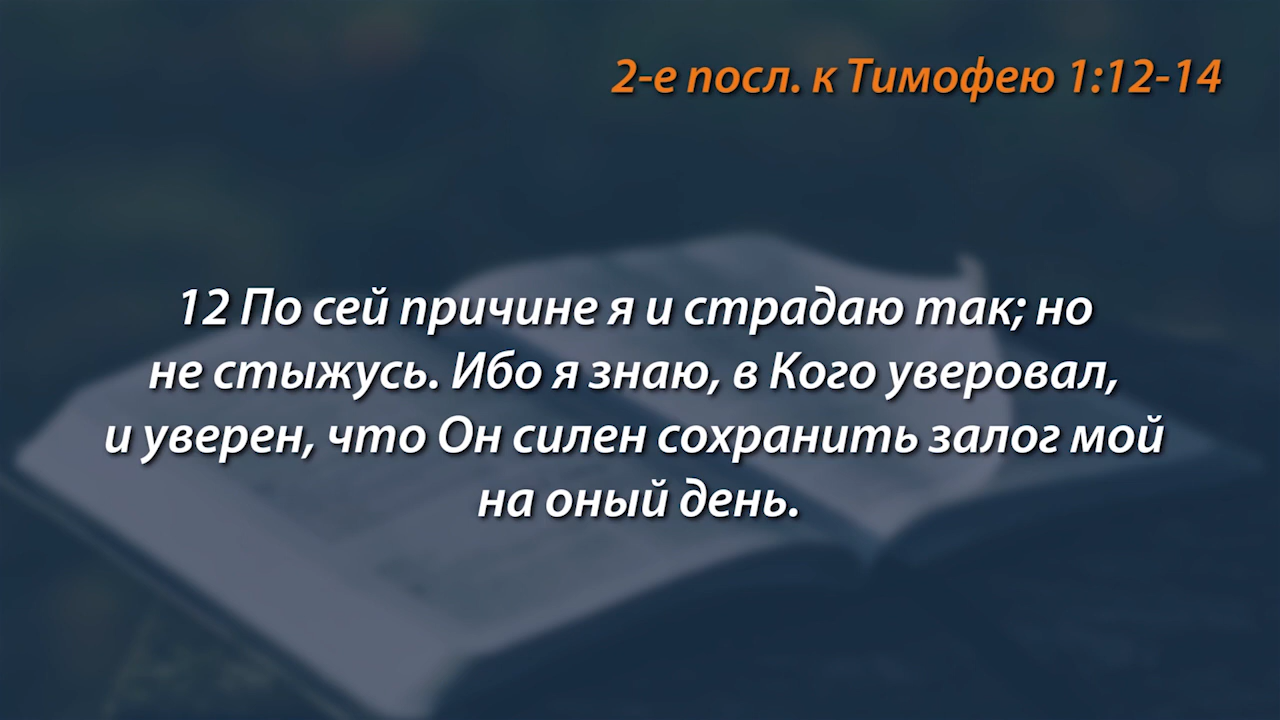 2-е посл. к Тимофею 1:12-14
12 По сей причине я и страдаю так; но
не стыжусь. Ибо я знаю, в Кого уверовал,
и уверен, что Он силен сохранить залог мой
на оный день.